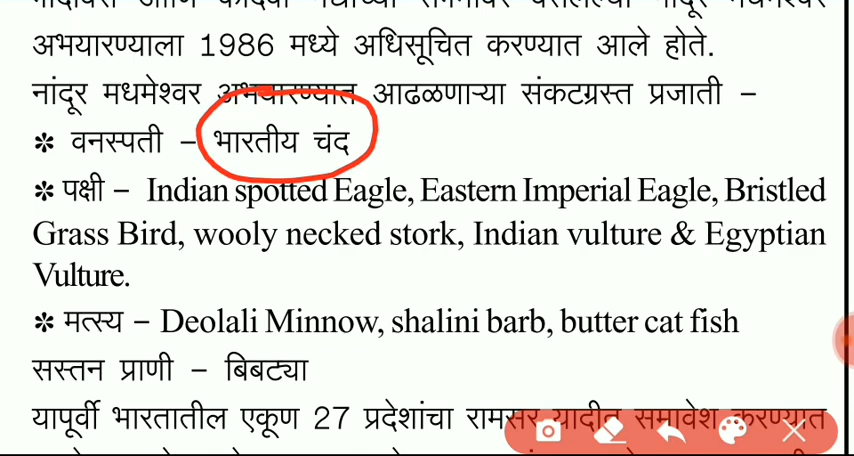 अभयारण्याला 1986 मध्ये अधिसूचित करण्यात आले होते.
नांदूर मधमेश्वर अभयारण्यात आढळणाऱ्या संकटग्रस्त प्रजाती –
* वनस्पती – भारतीय चंद
* पक्षी – Indian spotted Eagle, Eastern Imperial Eagle, Bristled
Grass Bird, wooly necked stork, Indian vulture & Egyptian
Vulture.
* मत्स्य – Deolali Minnow, shalini barb, butter cat fish
सस्तन प्राणी – बिबट्या
यापूर्वी भारतातील एकूण 27 प्रदेशांचा रामसर यादीत समावेश करण्यात